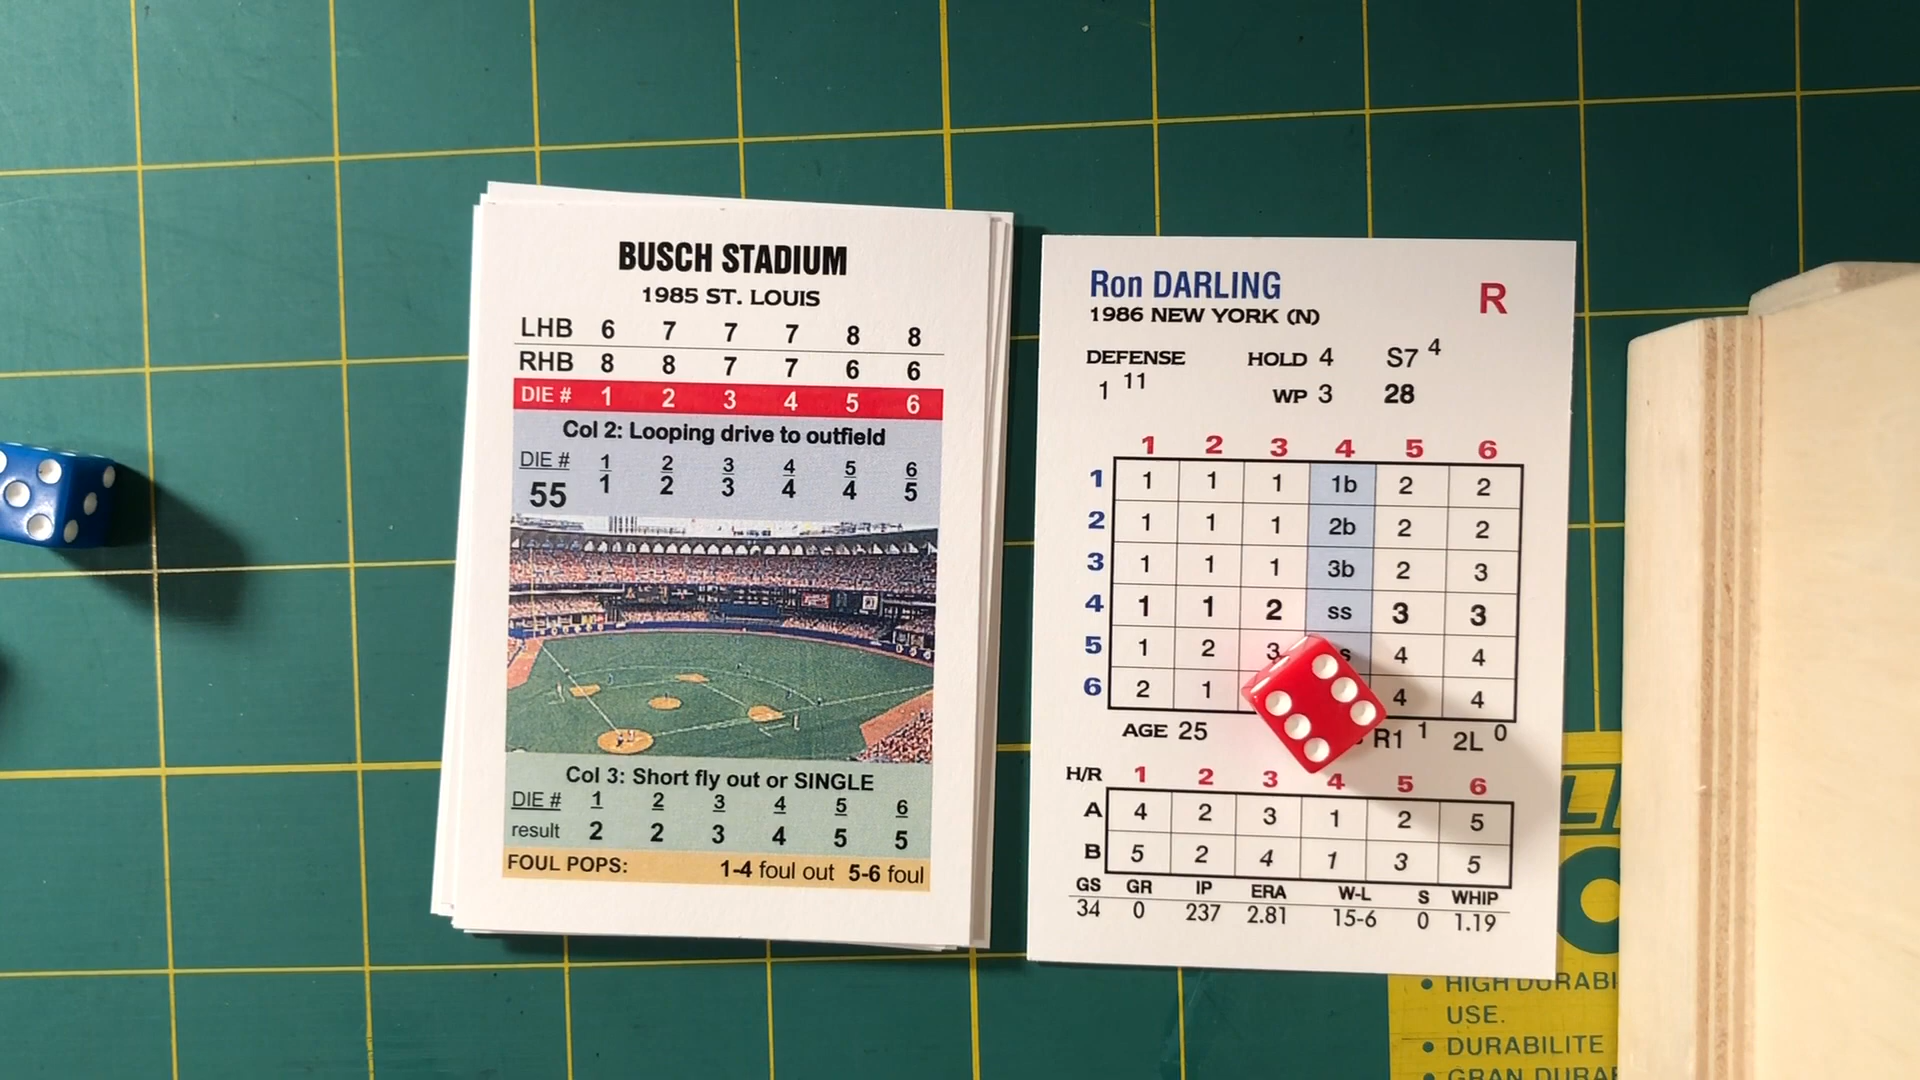 BUSCH STADIUM
1985 ST. LOUIS
LHB 6 7 7 7 8 8
RHB 8 8 7 7 6 6
DIE # 1 2 3 4 5 6
Col 2: Looping drive to outfield
DIE # 1 2 3 4 5 6
55 1 2 3 4 4 5
Col 3: Short fly out or SINGLE
DIE # 1 2 3 4 5 6
result 2 2 3 4 5 5
FOUL POPS: 1-4 foul out 5-6 foul
Ron DARLING R
1986 NEW YORK (N)
DEFENSE HOLD 4 S7 4
1 11 WP 3 28
1 2 3 4 5 6
1 1 1 1 1b 2 2
2 1 1 1 2b 2 2
3 1 1 1 3b 2 3
4 1 1 2 ss 3 3
5 1 2 3 4 4
6 2 1 4 4
AGE 25 R1 1 2L 0
H/R 1 2 3 4 5 6
A 4 2 3 1 2 5
B 5 2 4 1 3 5
GS GR IP ERA W-L S WHIP
34 0 237 2.81 15-6 0 1.19
• HIGH
USE.
• DURABILITE
• GRAN